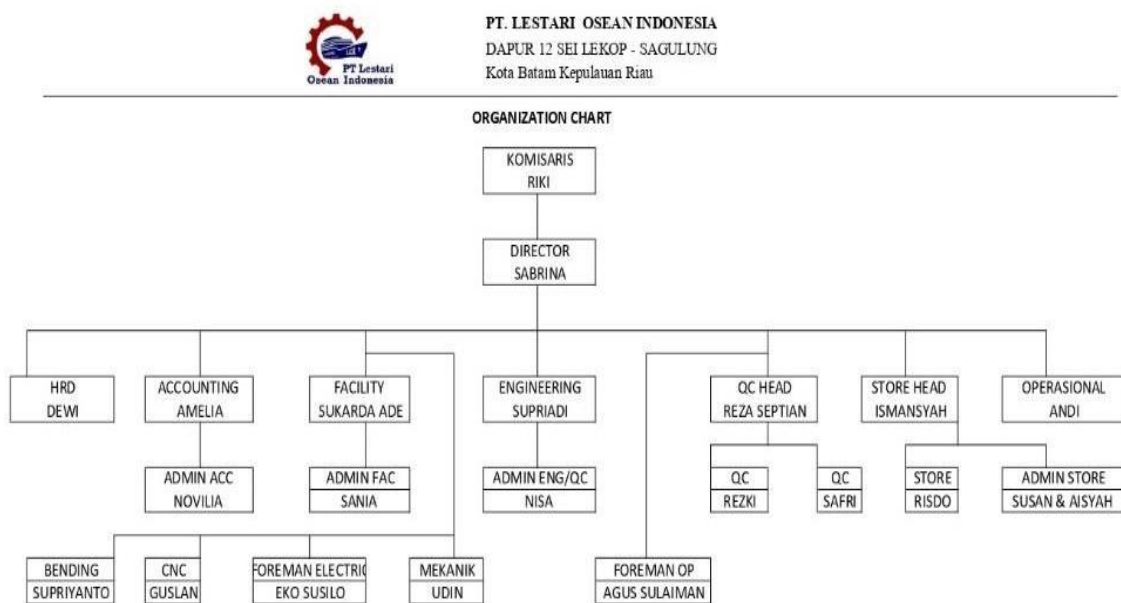 PT Lestari
Osean Indonesia
PT. LESTARI OSEAN INDONESIA
DAPUR 12 SEI LEKOP - SAGULUNG
Kota Batam Kepulauan Riau
ORGANIZATION CHART
KOMISARIS
RIKI
DIRECTOR
SABRINA
HRD
DEWI
ACCOUNTING
AMELIA
FACILITY
SUKARDA ADE
ENGINEERING
SUPRIADI
QC HEAD
REZA SEPTIAN
STORE HEAD
ISMANSYAH
OPERASIONAL
ANDI
ADMIN ACC
NOVILIA
ADMIN FAC
SANIA
ADMIN ENG/QC
NISA
QC
REZKI
QC
SAFRI
STORE
RISDO
ADMIN STORE
SUSAN & AISYAH
BENDING
SUPRIYANTO
CNC
GUSLAN
FOREMAN ELECTRIC
EKO SUSILO
MEKANIK
UDIN
FOREMAN OP
AGUS SULAIMAN